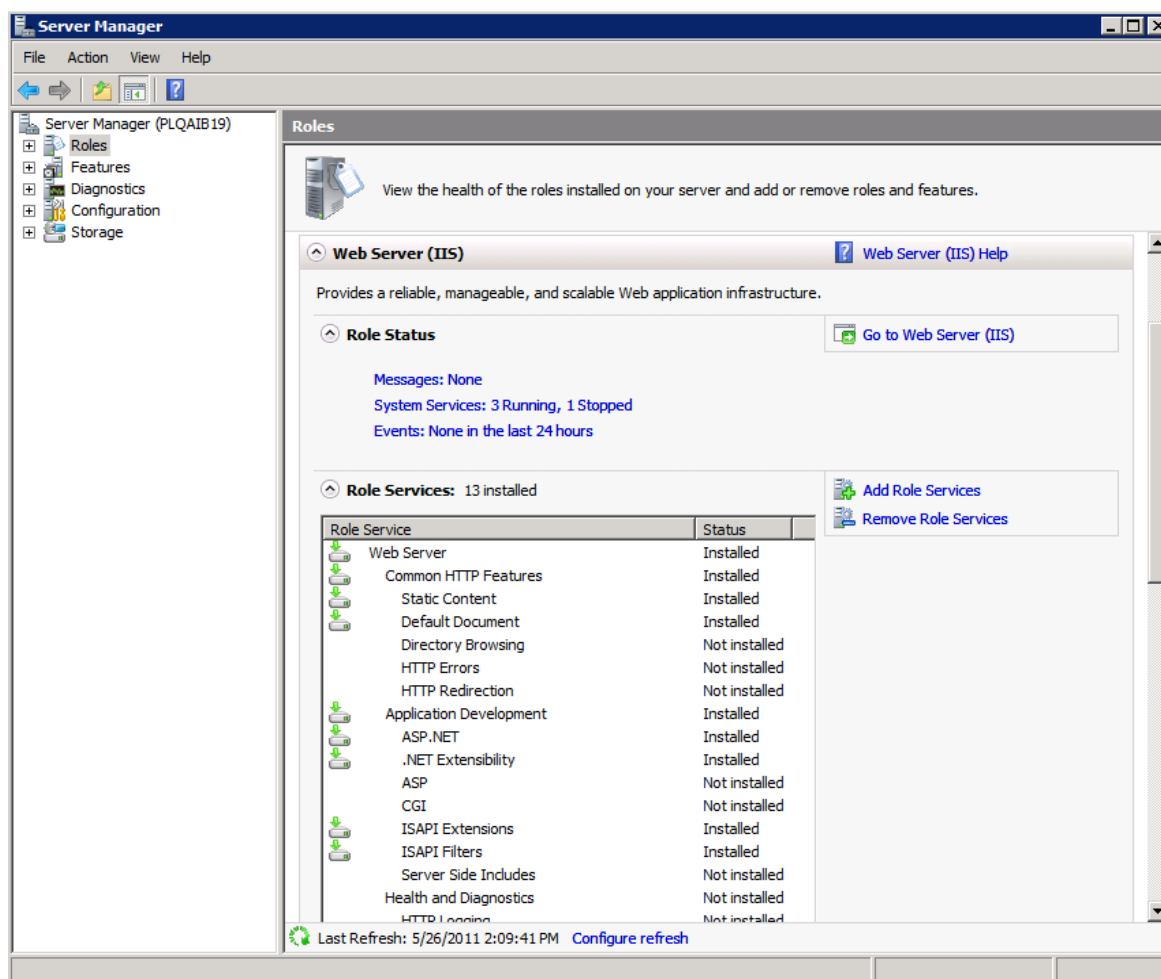 Server Manager
File Action View Help
Server Manager (PLQAIB19)
Roles
Features
Diagnostics
Configuration
Storage
Roles
View the health of the roles installed on your server and add or remove roles and features.
Web Server (IIS)
Web Server (IIS) Help
Provides a reliable, manageable, and scalable Web application infrastructure.
Role Status
Go to Web Server (IIS)
Messages: None
System Services: 3 Running, 1 Stopped
Events: None in the last 24 hours
Role Services: 13 installed
Add Role Services
Remove Role Services
Role Service Status
Web Server Installed
Common HTTP Features Installed
Static Content Installed
Default Document Installed
Directory Browsing Not installed
HTTP Errors Not installed
HTTP Redirection Not installed
Application Development Installed
ASP.NET Installed
.NET Extensibility Installed
ASP Not installed
CGI Not installed
ISAPI Extensions Installed
ISAPI Filters Installed
Server Side Includes Not installed
Health and Diagnostics Not installed
HTTP Logging Not installed
Last Refresh: 5/26/2011 2:09:41 PM Configure refresh